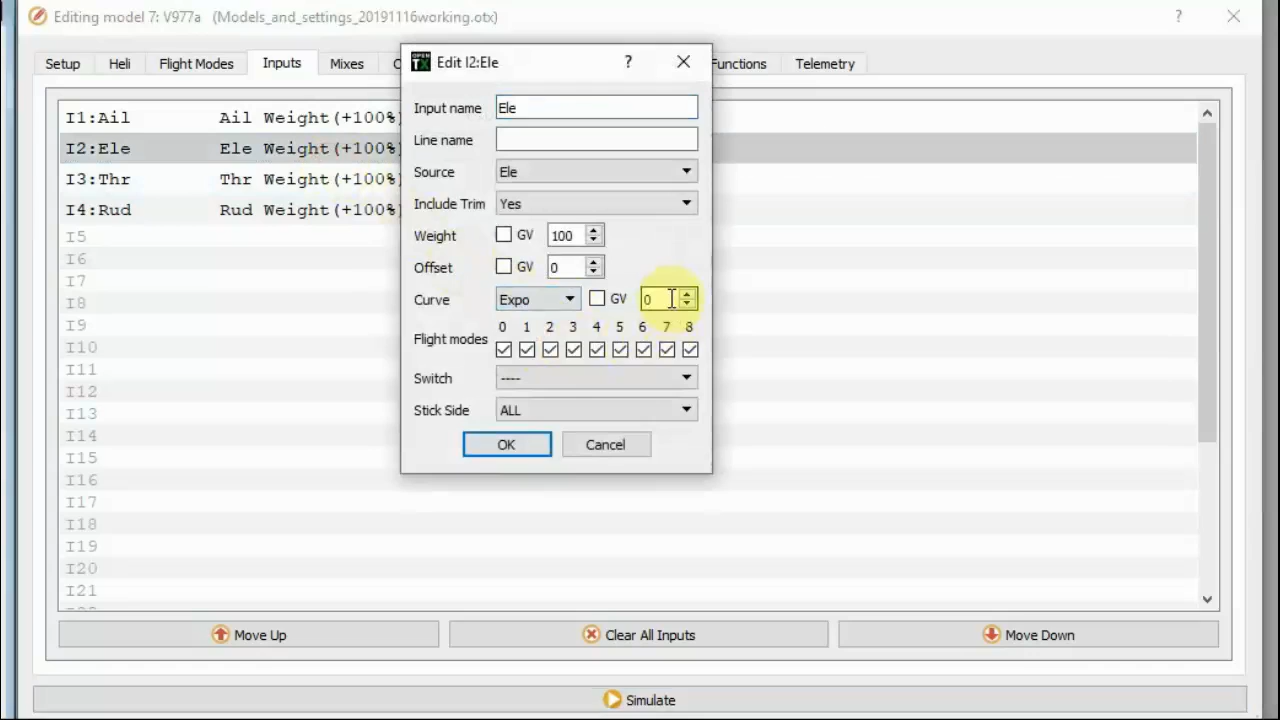 Editing model 7: V977a (Models_and_settings_20191116working.otx)
?
Setup Heli Flight Modes Inputs Mixes C Functions Telemetry
OPEN TX Edit I2:Ele ?
Input name Ele
Line name
Source Ele
Include Trim Yes
Weight GV 100
Offset GV 0
Curve Expo GV 0
0 1 2 3 4 5 6 7 8
Flight modes
Switch ----
Stick Side ALL
OK Cancel
I1:Ail Ail Weight(+100%)
I2:Ele Ele Weight(+100%)
I3:Thr Thr Weight(+100%)
I4:Rud Rud Weight(+100%)
I5
I6
I7
I8
I9
I10
I11
I12
I13
I14
I15
I16
I17
I18
I19
I20
I21
Move Up Clear All Inputs Move Down
Simulate